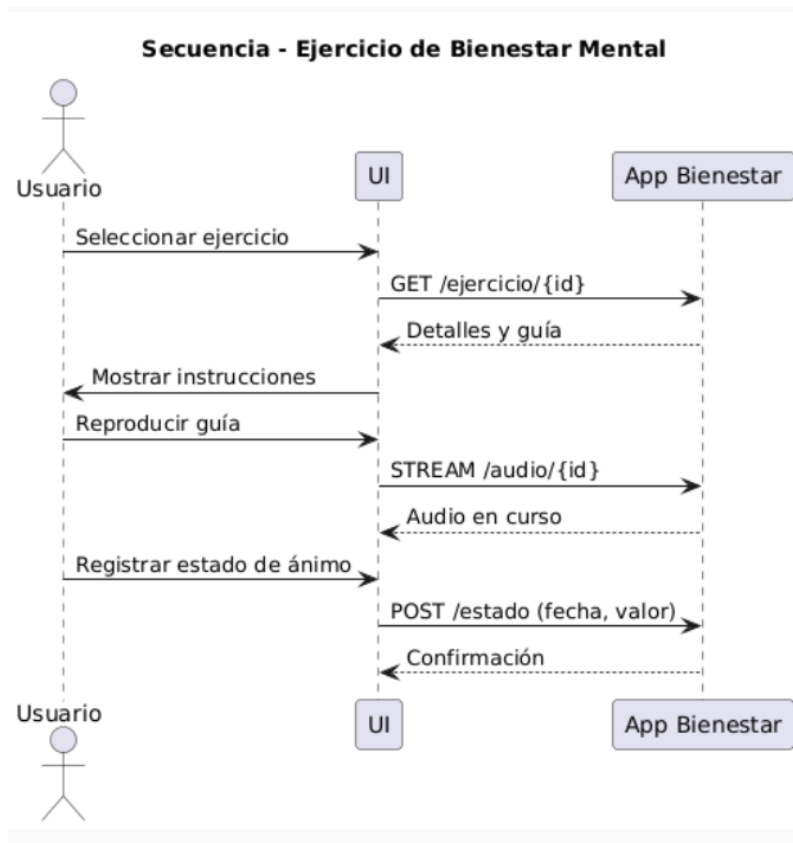 Secuencia - Ejercicio de Bienestar Mental
Usuario
UI
App Bienestar
Seleccionar ejercicio
GET /ejercicio/{id}
Detalles y guía
Mostrar instrucciones
Reproducir guía
STREAM /audio/{id}
Audio en curso
Registrar estado de ánimo
POST /estado (fecha, valor)
Confirmación
Usuario
UI
App Bienestar